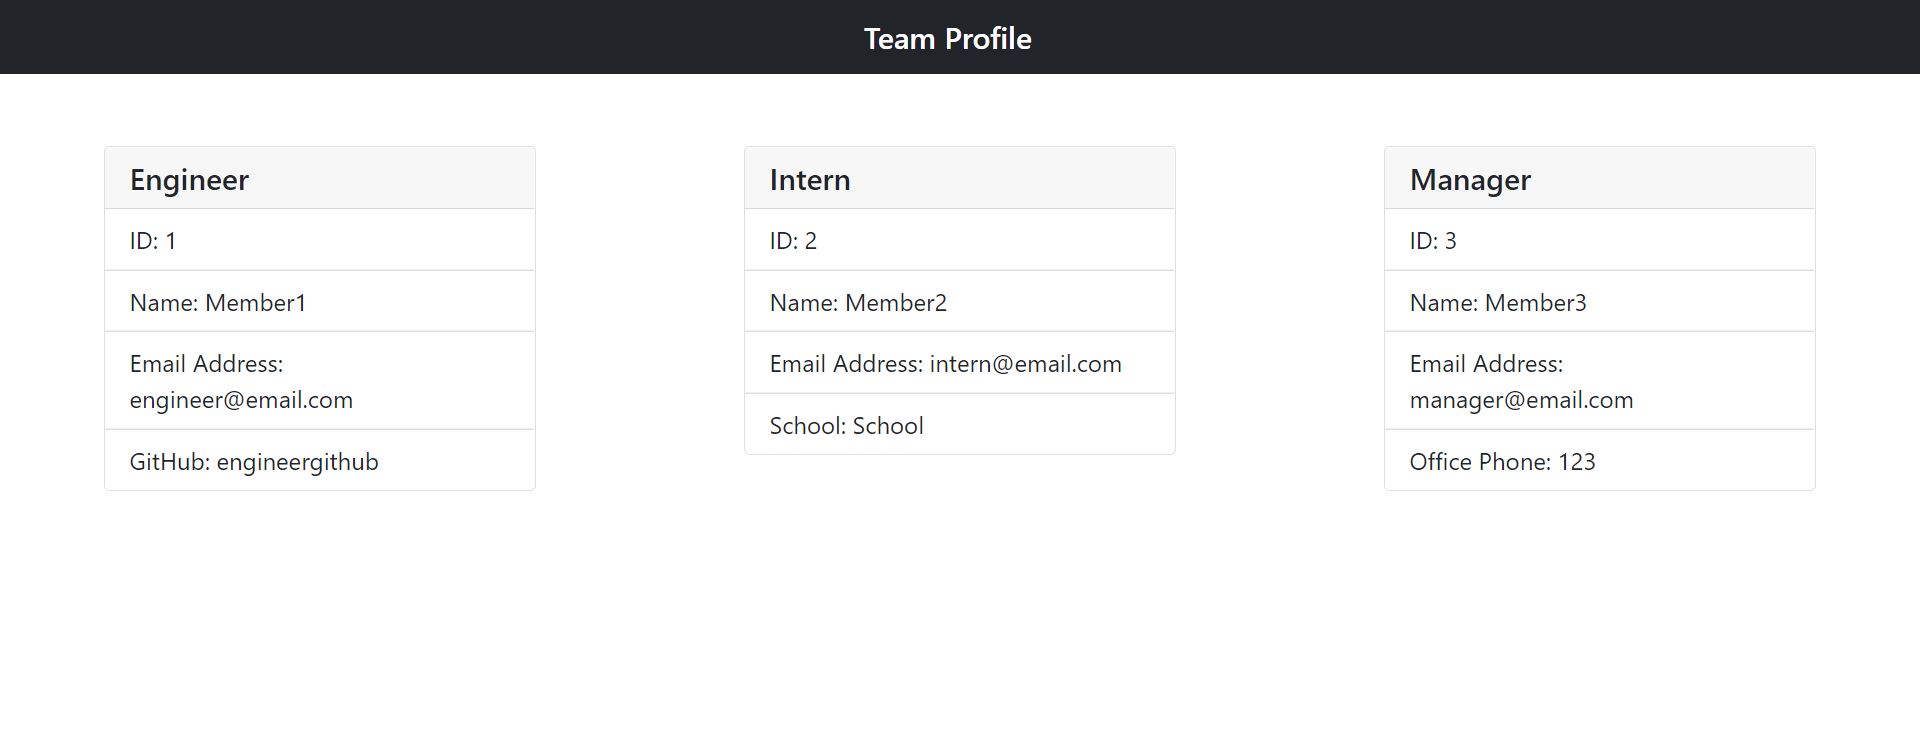 Team Profile
Engineer
ID: 1
Name: Member1
Email Address:
engineer@email.com
GitHub: engineergithub
Intern
ID: 2
Name: Member2
Email Address: intern@email.com
School: School
Manager
ID: 3
Name: Member3
Email Address:
manager@email.com
Office Phone: 123